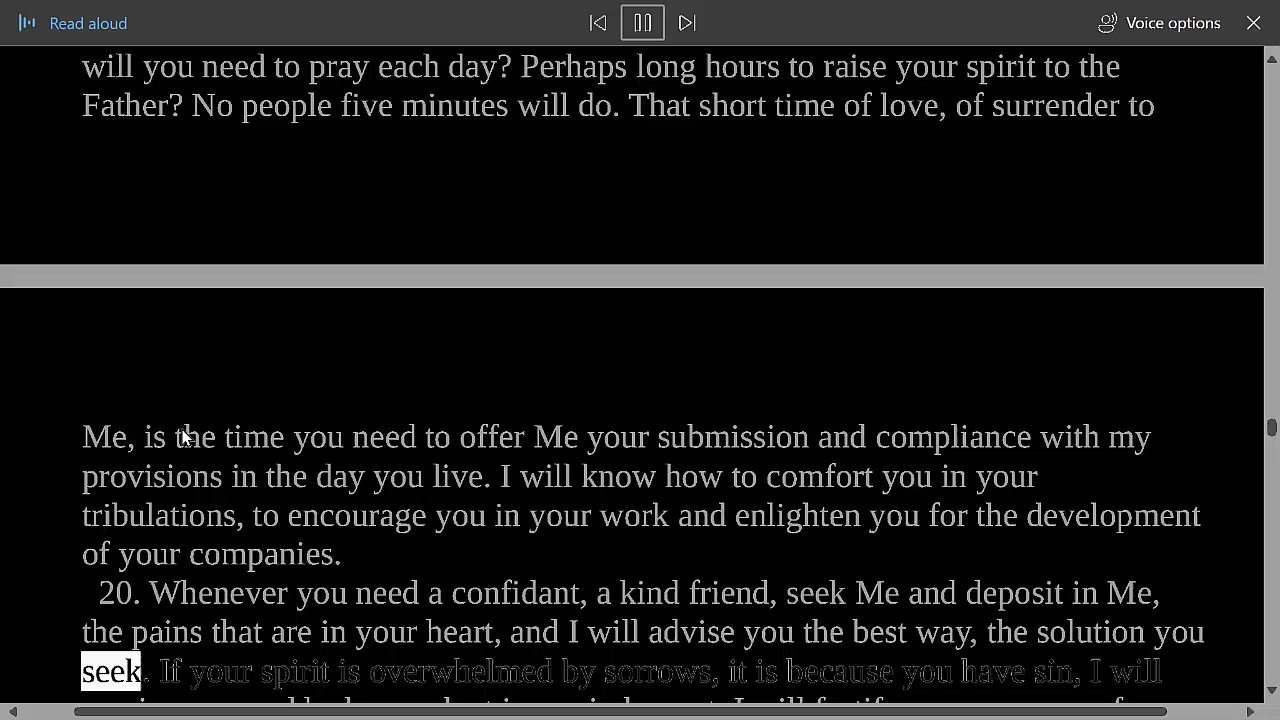 Read aloud
Voice options
will you need to pray each day? Perhaps long hours to raise your spirit to the
Father? No people five minutes will do. That short time of love, of surrender to
Me, is the time you need to offer Me your submission and compliance with my
provisions in the day you live. I will know how to comfort you in your
tribulations, to encourage you in your work and enlighten you for the development
of your companies.
20. Whenever you need a confidant, a kind friend, seek Me and deposit in Me,
the pains that are in your heart, and I will advise you the best way, the solution you
seek. If your spirit is overwhelmed by sorrows, it is because you have sin, I will